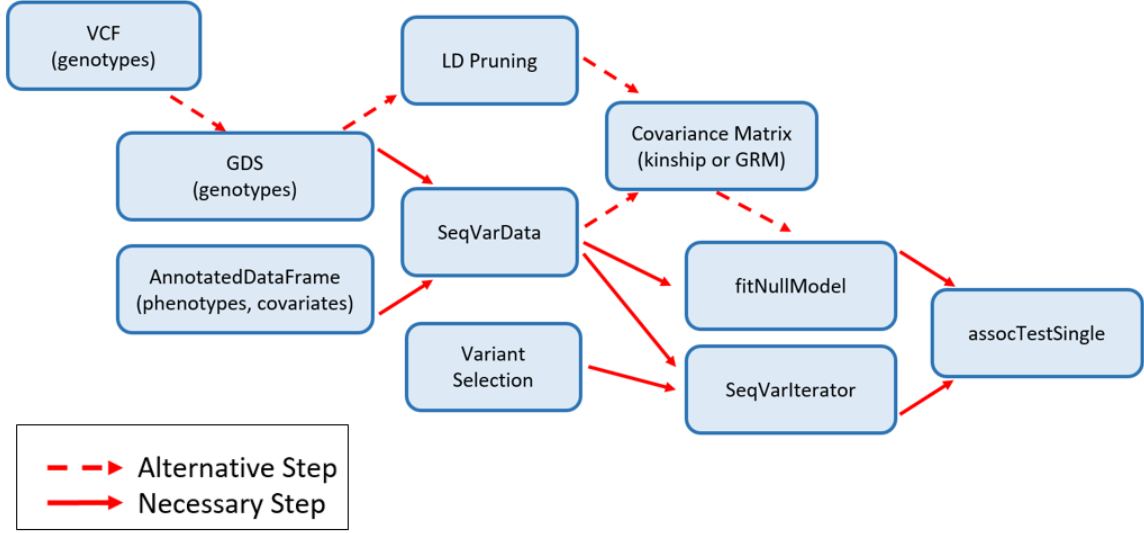 VCF
(genotypes)
LD Pruning
Covariance Matrix
(kinship or GRM)
GDS
(genotypes)
SeqVarData
AnnotatedDataFrame
(phenotypes, covariates)
fitNullModel
assocTestSingle
Variant
Selection
SeqVarIterator
Alternative Step
Necessary Step